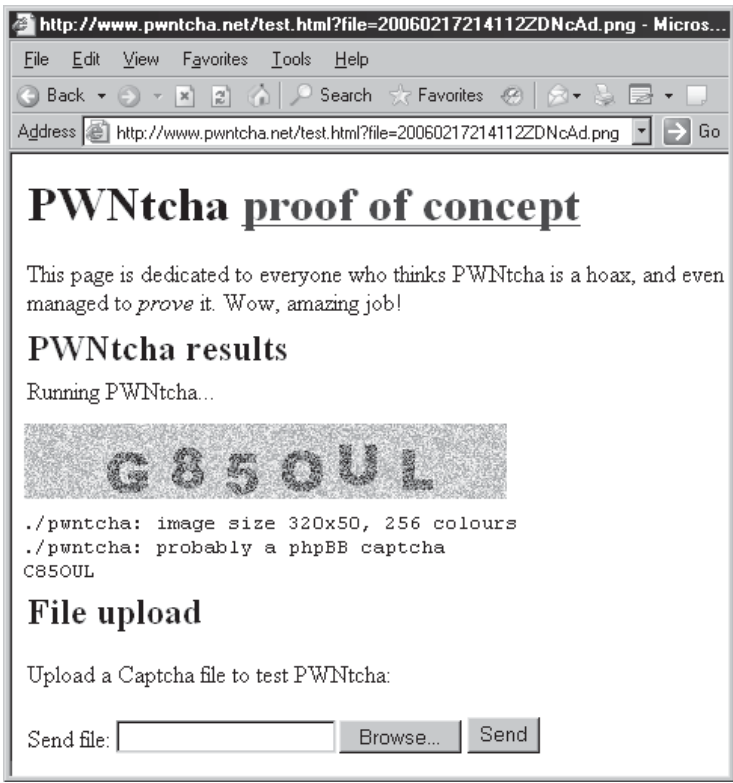 http://www.pwntcha.net/test.html?file=20060217214112ZDNcAd.png - Micros...
File Edit View Favorites Tools Help
Back Search Favorites
Address http://www.pwntcha.net/test.html?file=20060217214112ZDNcAd.png Go
PWNtcha proof of concept
This page is dedicated to everyone who thinks PWNtcha is a hoax, and even
managed to prove it. Wow, amazing job!
PWNtcha results
Running PWNtcha...
G85OUL
./pwntcha: image size 320x50, 256 colours
./pwntcha: probably a phpBB captcha
C85OUL
File upload
Upload a Captcha file to test PWNtcha:
Send file: Browse... Send